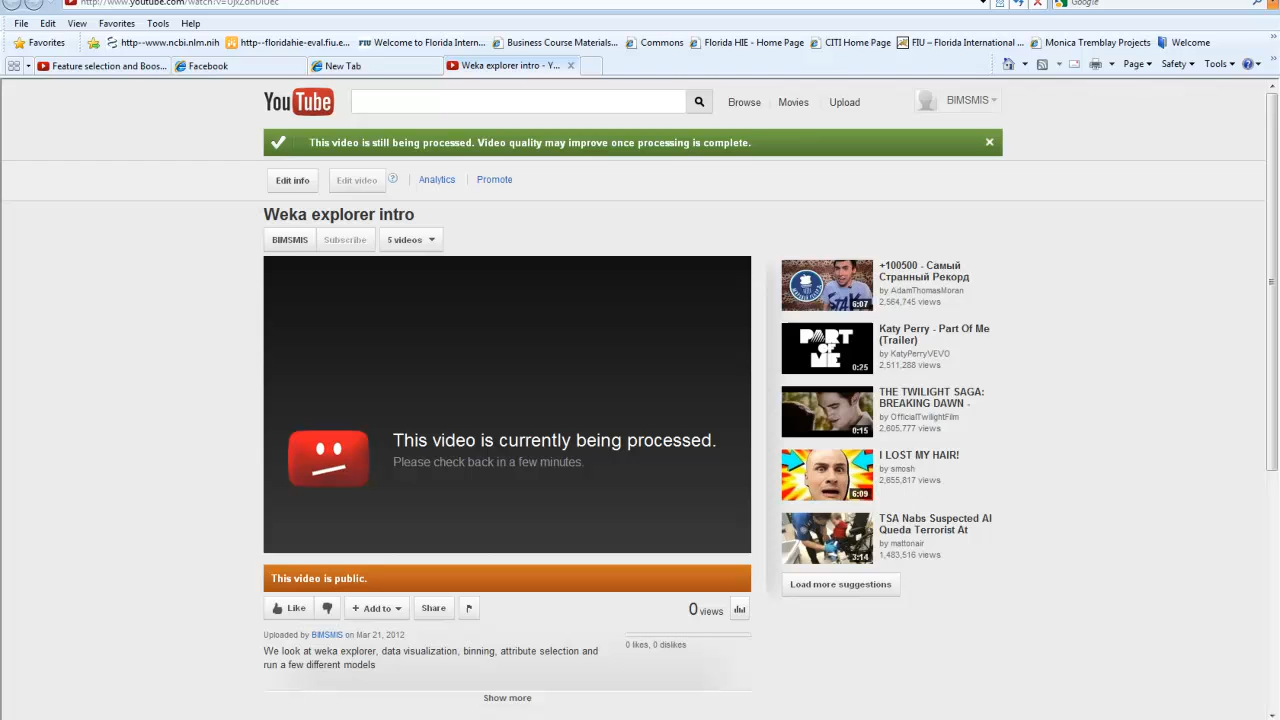 http://www.youtube.com/watch?v=
Google
File Edit View Favorites Tools Help
Favorites http--www.ncbi.nlm.nih http--floridahie-eval.fiu.e... FIU Welcome to Florida Intern... Business Course Materials... Commons Florida HIE - Home Page CITI Home Page FIU – Florida International ... Monica Tremblay Projects Welcome
Feature selection and Boos... Facebook New Tab Weka explorer intro - Y... Page Safety Tools
YouTube Browse Movies Upload BIMSMIS
This video is still being processed. Video quality may improve once processing is complete.
Edit info Edit video ? Analytics Promote
Weka explorer intro
BIMSMIS Subscribe 5 videos
This video is currently being processed.
Please check back in a few minutes.
This video is public.
Like + Add to Share 0 views
Uploaded by BIMSMIS on Mar 21, 2012
0 likes, 0 dislikes
We look at weka explorer, data visualization, binning, attribute selection and
run a few different models
Show more
+100500 - Самый
Странный Рекорд
by AdamThomasMoran
2,564,745 views
6:07
Katy Perry - Part Of Me
(Trailer)
by KatyPerryVEVO
2,511,288 views
PART
OF
ME
0:25
THE TWILIGHT SAGA:
BREAKING DAWN -
by OfficialTwilightFilm
2,605,777 views
0:15
I LOST MY HAIR!
by smosh
2,655,817 views
6:09
TSA Nabs Suspected Al
Queda Terrorist At
by mattonair
1,483,516 views
3:14
Load more suggestions